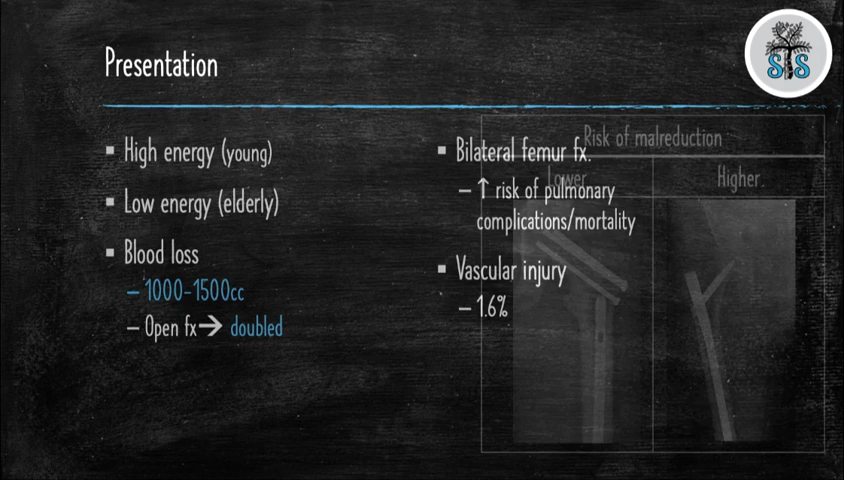 Presentation
STS
▪ High energy (young)
▪ Low energy (elderly)
▪ Blood loss
– 1000-1500cc
– Open fx→ doubled
▪ Bilateral femur fx.
– ↑ risk of pulmonary
complications/mortality
▪ Vascular injury
– 1.6%
Risk of malreduction
Lower
Higher